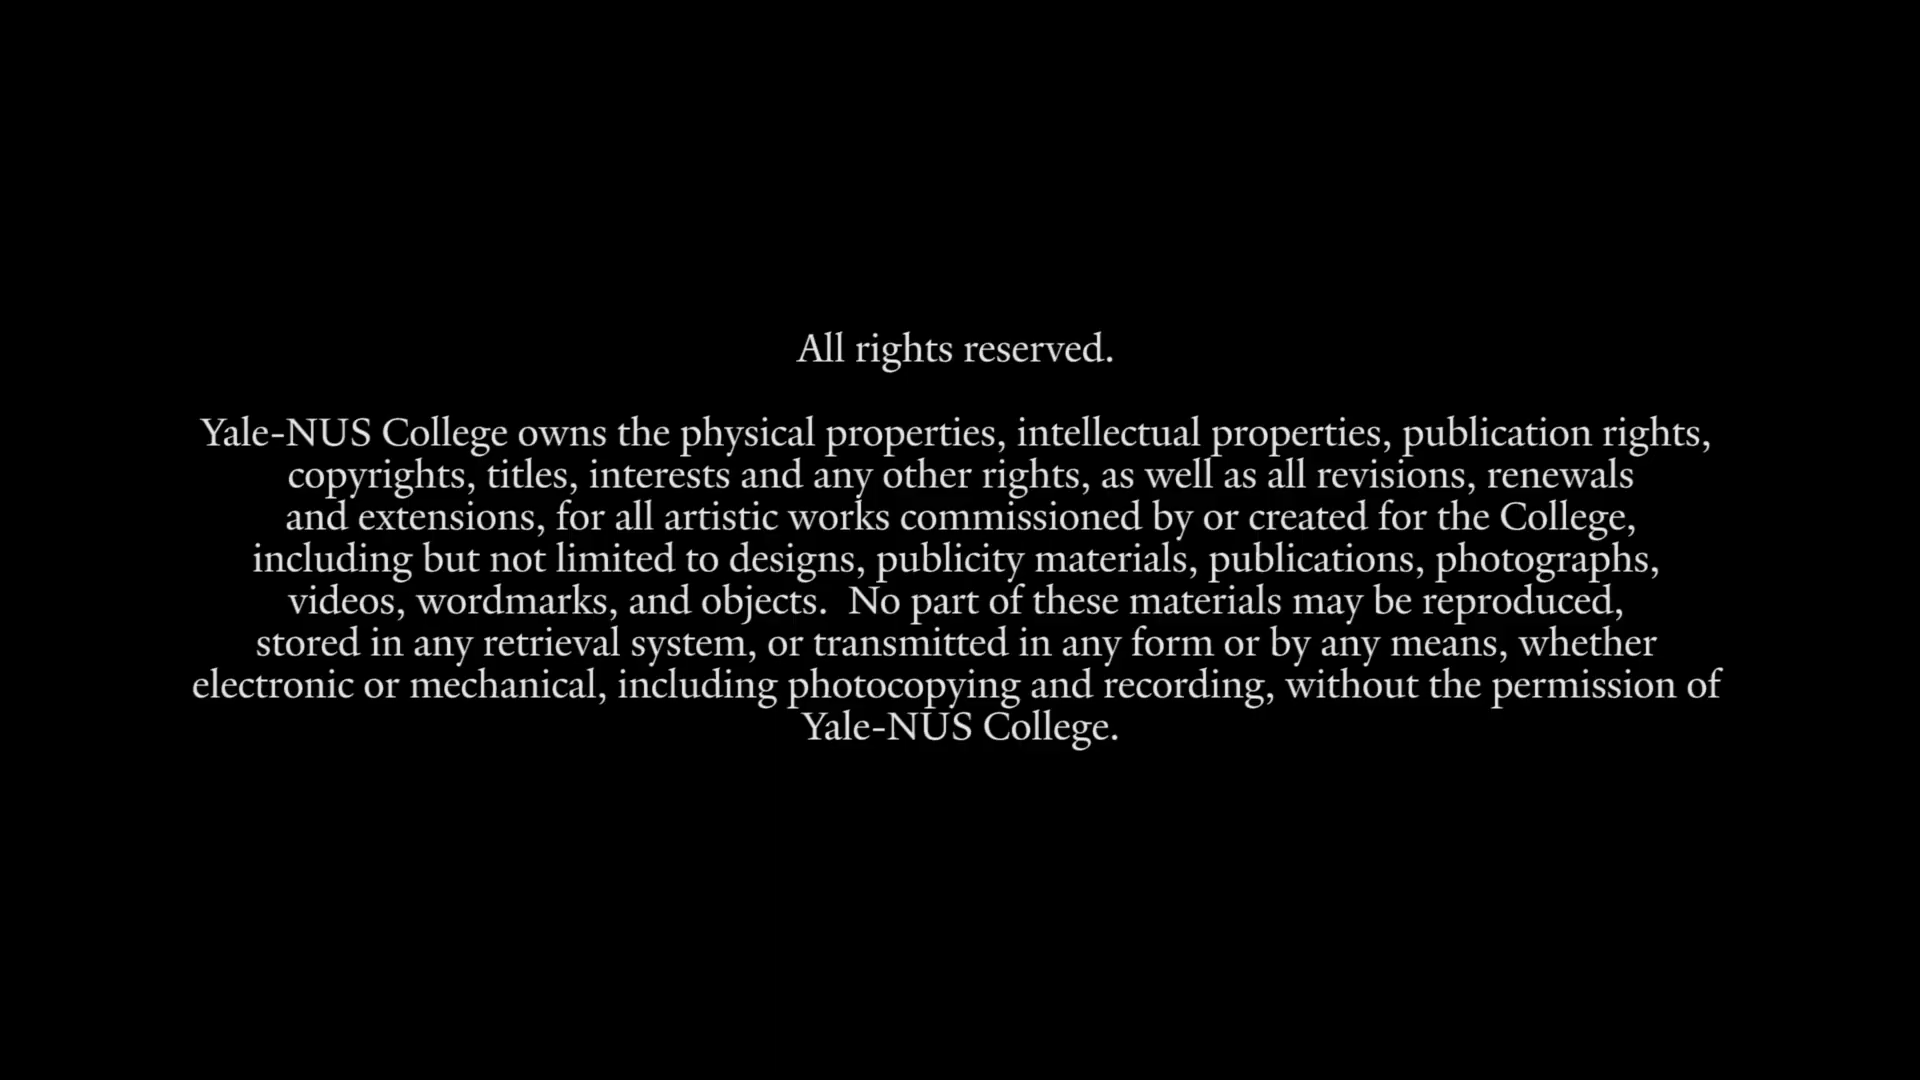 All rights reserved.
Yale-NUS College owns the physical properties, intellectual properties, publication rights,
copyrights, titles, interests and any other rights, as well as all revisions, renewals
and extensions, for all artistic works commissioned by or created for the College,
including but not limited to designs, publicity materials, publications, photographs,
videos, wordmarks, and objects.  No part of these materials may be reproduced,
stored in any retrieval system, or transmitted in any form or by any means, whether
electronic or mechanical, including photocopying and recording, without the permission of
Yale-NUS College.